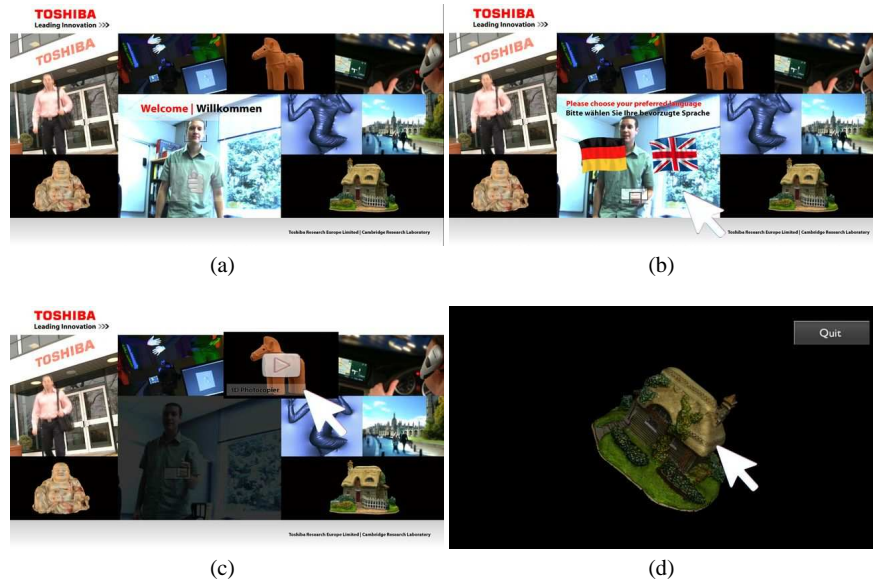 TOSHIBA
Leading Innovation >>>
TOSHIBA
Welcome | Willkommen
Toshiba Research Europe Limited | Cambridge Research Laboratory
(a)
TOSHIBA
Leading Innovation >>>
TOSHIBA
Please choose your preferred language
Bitte wählen Sie Ihre bevorzugte Sprache
Toshiba Research Europe Limited | Cambridge Research Laboratory
(b)
TOSHIBA
Leading Innovation >>>
TOSHIBA
3D Photocopier
Toshiba Research Europe Limited | Cambridge Research Laboratory
(c)
Quit
(d)